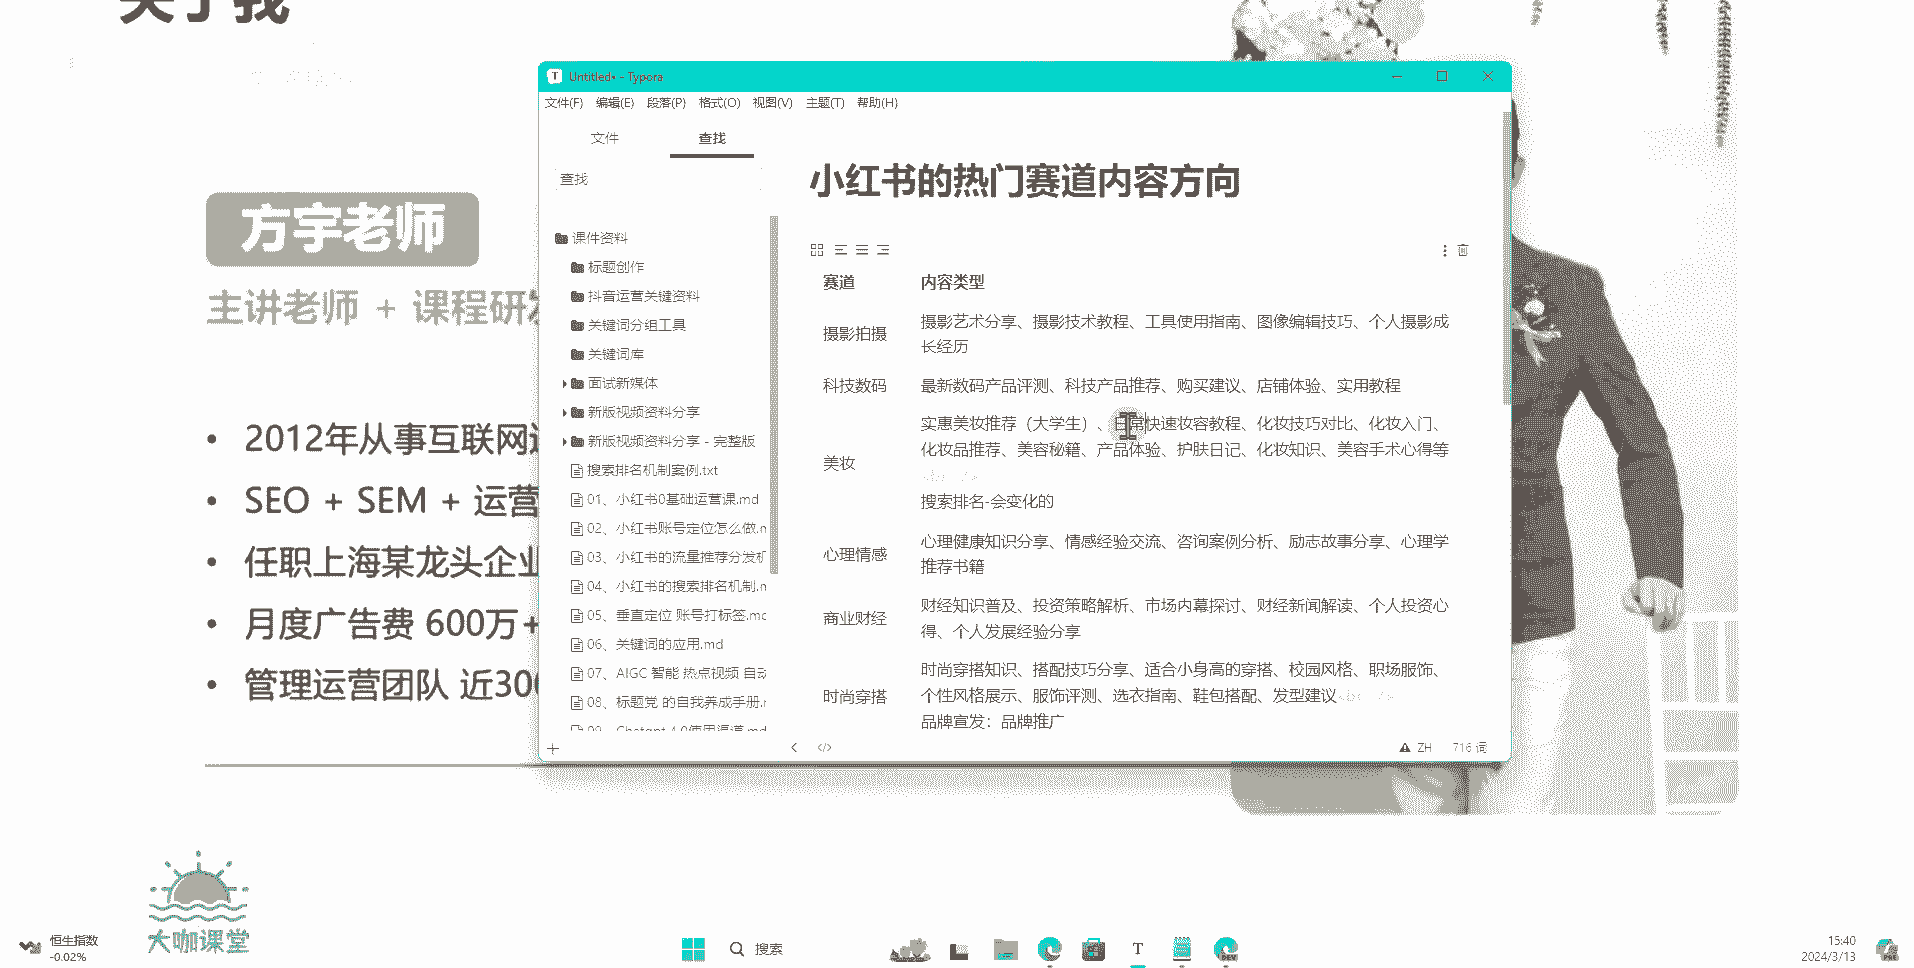 关于我
方宇老师
主讲老师 + 课程研发
2012年从事互联网
SEO + SEM + 运营
任职上海某龙头企业
月度广告费 600万+
管理运营团队 近300
大咖课堂
Untitled• - Typora
文件(F) 编辑(E) 段落(P) 格式(O) 视图(V) 主题(T) 帮助(H)
文件 查找
查找
课件资料
标题创作
抖音运营关键资料
关键词分组工具
关键词库
面试新媒体
新版视频资料分享
新版视频资料分享 - 完整版
搜索排名机制案例.txt
01、小红书0基础运营课.md
02、小红书账号定位怎么做.m
03、小红书的流量推荐分发机
04、小红书的搜索排名机制.m
05、垂直定位 账号打标签.md
06、关键词的应用.md
07、AIGC 智能 热点视频 自动
08、标题党 的自我养成手册.m
09、Chatgpt 4.0使用渠道.md
小红书的热门赛道内容方向
赛道 内容类型
摄影拍摄 摄影艺术分享、摄影技术教程、工具使用指南、图像编辑技巧、个人摄影成
长经历
科技数码 最新数码产品评测、科技产品推荐、购买建议、店铺体验、实用教程
实惠美妆推荐（大学生）、日常快速妆容教程、化妆技巧对比、化妆入门、
化妆品推荐、美容秘籍、产品体验、护肤日记、化妆知识、美容手术心得等
美妆
<br />
搜索排名-会变化的
心理情感 心理健康知识分享、情感经验交流、咨询案例分析、励志故事分享、心理学
推荐书籍
商业财经 财经知识普及、投资策略解析、市场内幕探讨、财经新闻解读、个人投资心
得、个人发展经验分享
时尚穿搭 时尚穿搭知识、搭配技巧分享、适合小身高的穿搭、校园风格、职场服饰、
个性风格展示、服饰评测、选衣指南、鞋包搭配、发型建议<br />
品牌宣发：品牌推广
ZH 716 词
恒生指数
-0.02%
搜索
15:40
2024/3/13